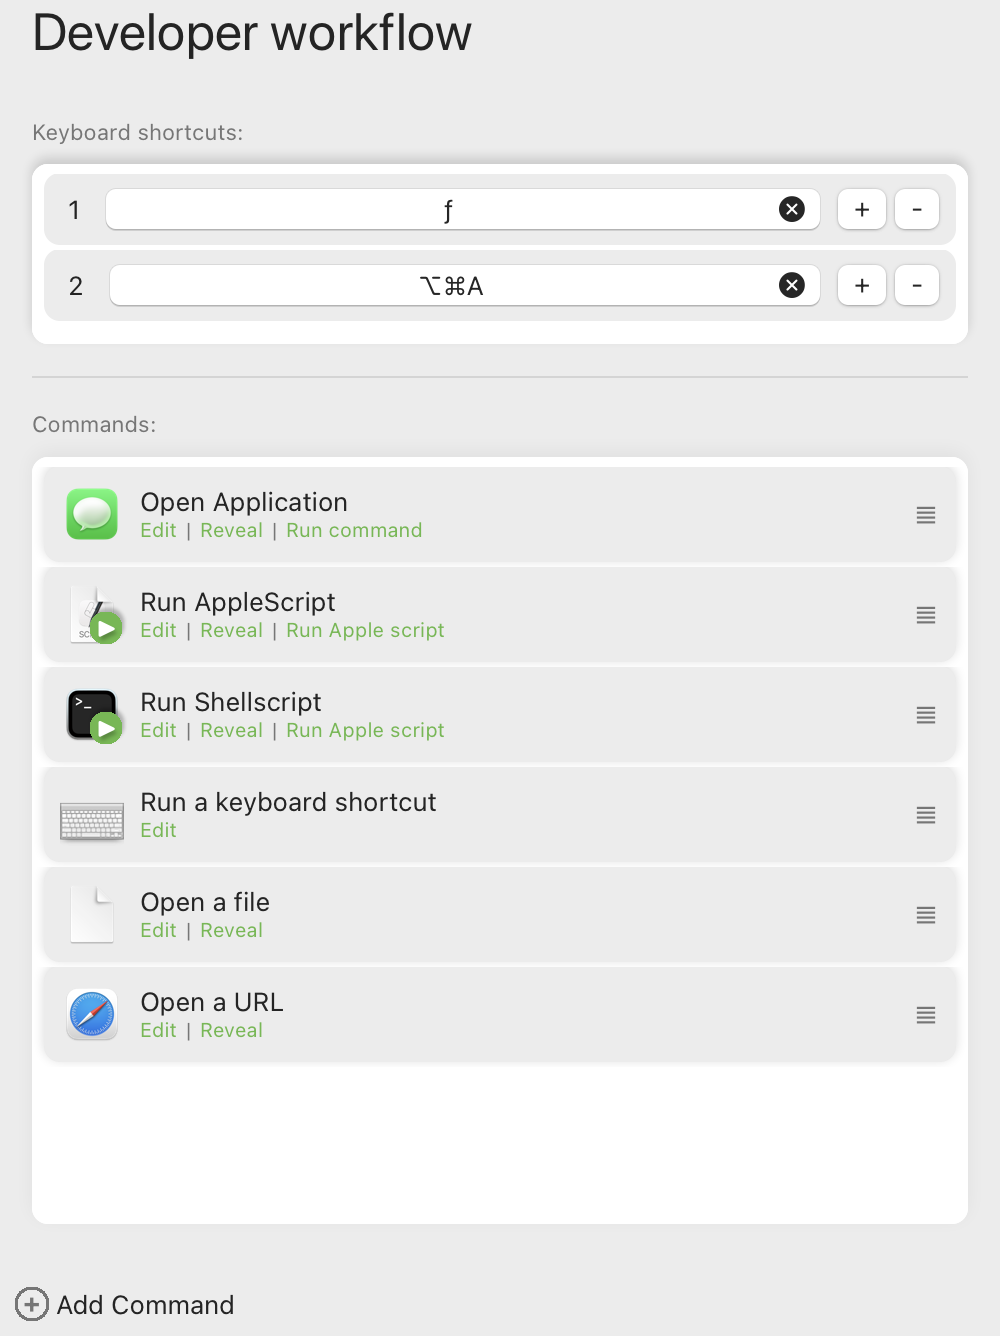 Developer workflow
Keyboard shortcuts:
1 ƒ + -
2 ⌥⌘A + -
Commands:
Open Application
Edit | Reveal | Run command
Run AppleScript
Edit | Reveal | Run Apple script
Run Shellscript
Edit | Reveal | Run Apple script
Run a keyboard shortcut
Edit
Open a file
Edit | Reveal
Open a URL
Edit | Reveal
Add Command